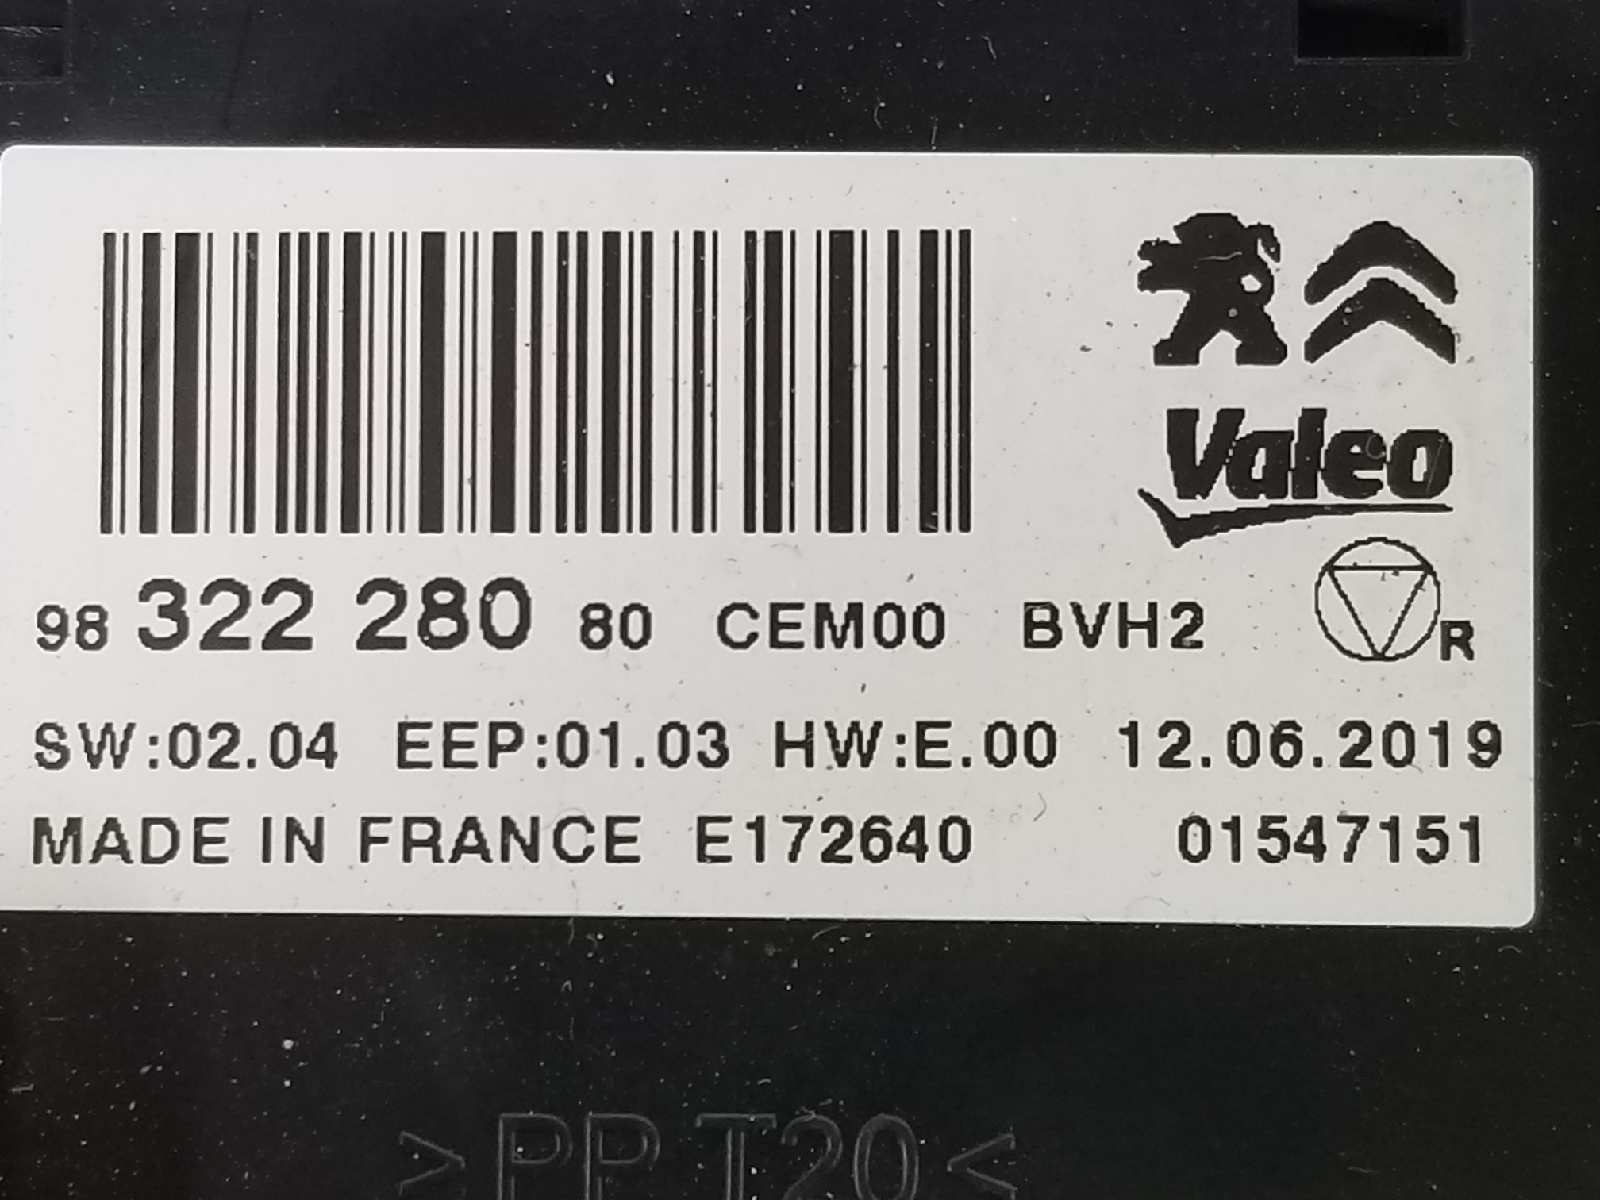 Valeo
98 322 280 80 CEM00 BVH2 R
SW:02.04 EEP:01.03 HW:E.00 12.06.2019
MADE IN FRANCE E172640 01547151
>PP T20<